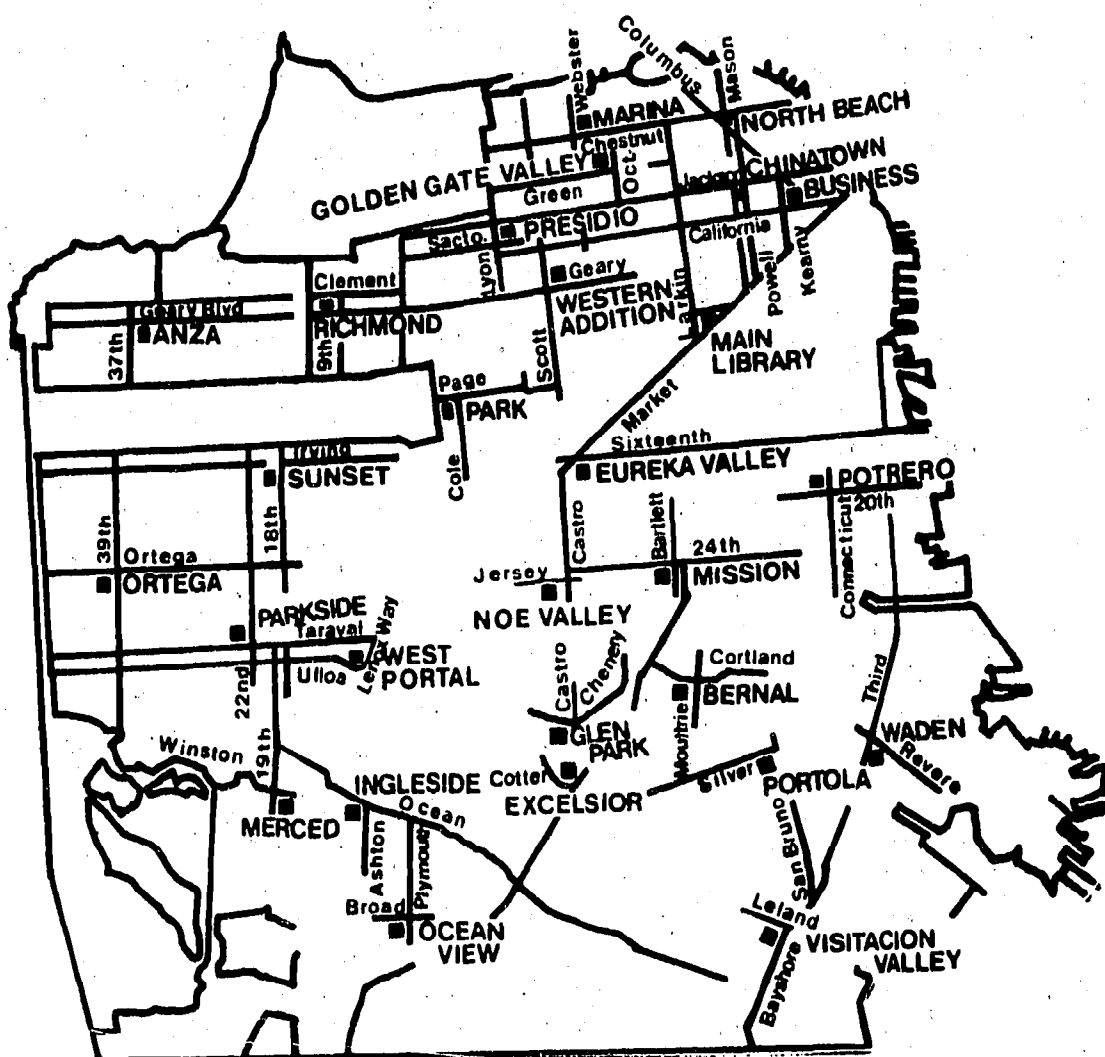 Webster
Columbus
Mason
MARINA
NORTH BEACH
Chestnut
GOLDEN GATE VALLEY
Oct.
Green
Jackson
CHINATOWN
BUSINESS
Sacto.
PRESIDIO
California
Lyon
Clement
Geary
WESTERN
ADDITION
Larkin
Powell
Kearny
Geary Blvd
ANZA
RICHMOND
37th
9th
Scott
MAIN
LIBRARY
Page
PARK
Market
Cole
Irving
SUNSET
Sixteenth
EUREKA VALLEY
POTRERO
20th
39th
18th
Castro
Bartlett
24th
Connecticut
Ortega
ORTEGA
Jersey
MISSION
NOE VALLEY
PARKSIDE
Taraval
Lenox Way
WEST
PORTAL
Ulloa
22nd
Castro
Chenery
Cortland
BERNAL
Third
Moultrie
GLEN
PARK
WADEN
Revere
Winston
19th
INGLESIDE
Cotter
EXCELSIOR
Silver
PORTOLA
MERCED
Ocean
Ashton
Plymouth
San Bruno
Broad
OCEAN
VIEW
Leland
VISITACION
VALLEY
Bayshore